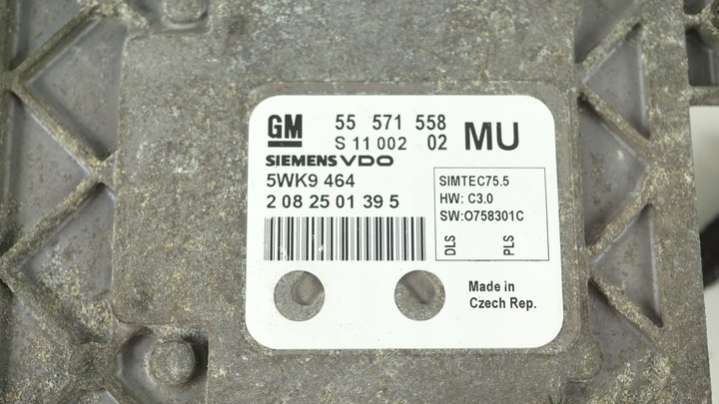 GM 55 571 558 MU
S 11 002 02
SIEMENS VDO
5WK9 464
2 08 25 01 39 5
SIMTEC75.5
HW: C3.0
SW:O758301C
DLS PLS
Made in
Czech Rep.